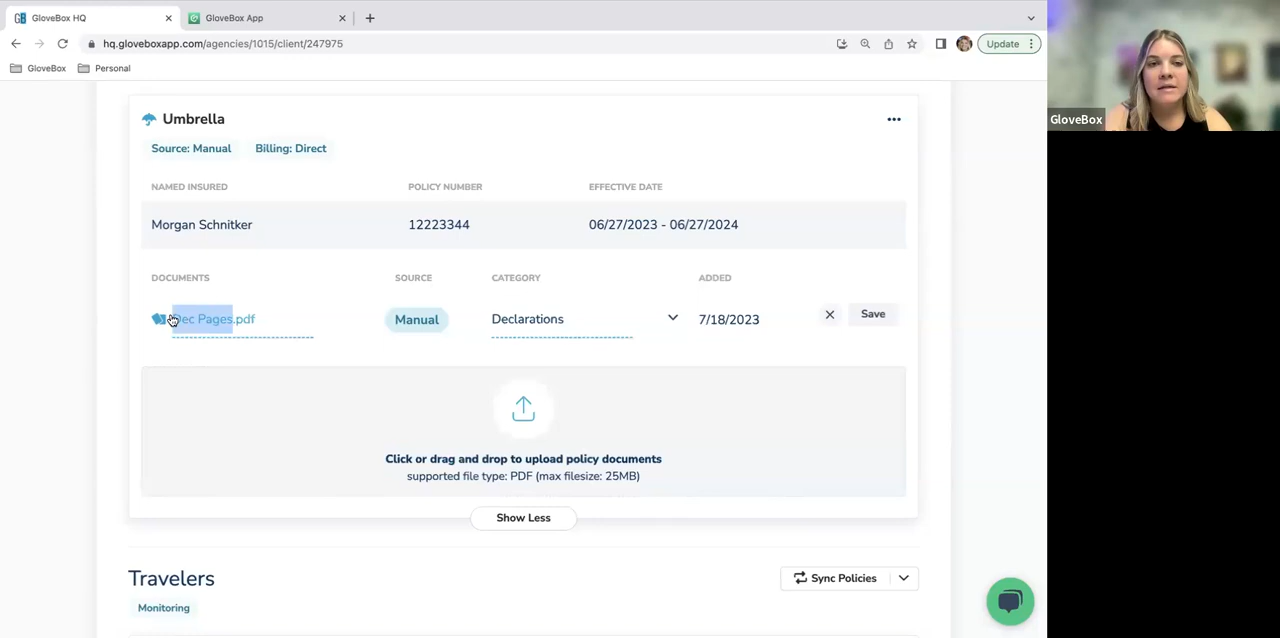 GloveBox HQ
GloveBox App
hq.gloveboxapp.com/agencies/1015/client/247975
Update
GloveBox
Personal
GloveBox
Umbrella
Source: Manual
Billing: Direct
NAMED INSURED
POLICY NUMBER
EFFECTIVE DATE
Morgan Schnitker
12223344
06/27/2023 - 06/27/2024
DOCUMENTS
SOURCE
CATEGORY
ADDED
Dec Pages.pdf
Manual
Declarations
7/18/2023
Save
Click or drag and drop to upload policy documents
supported file type: PDF (max filesize: 25MB)
Show Less
Travelers
Sync Policies
Monitoring